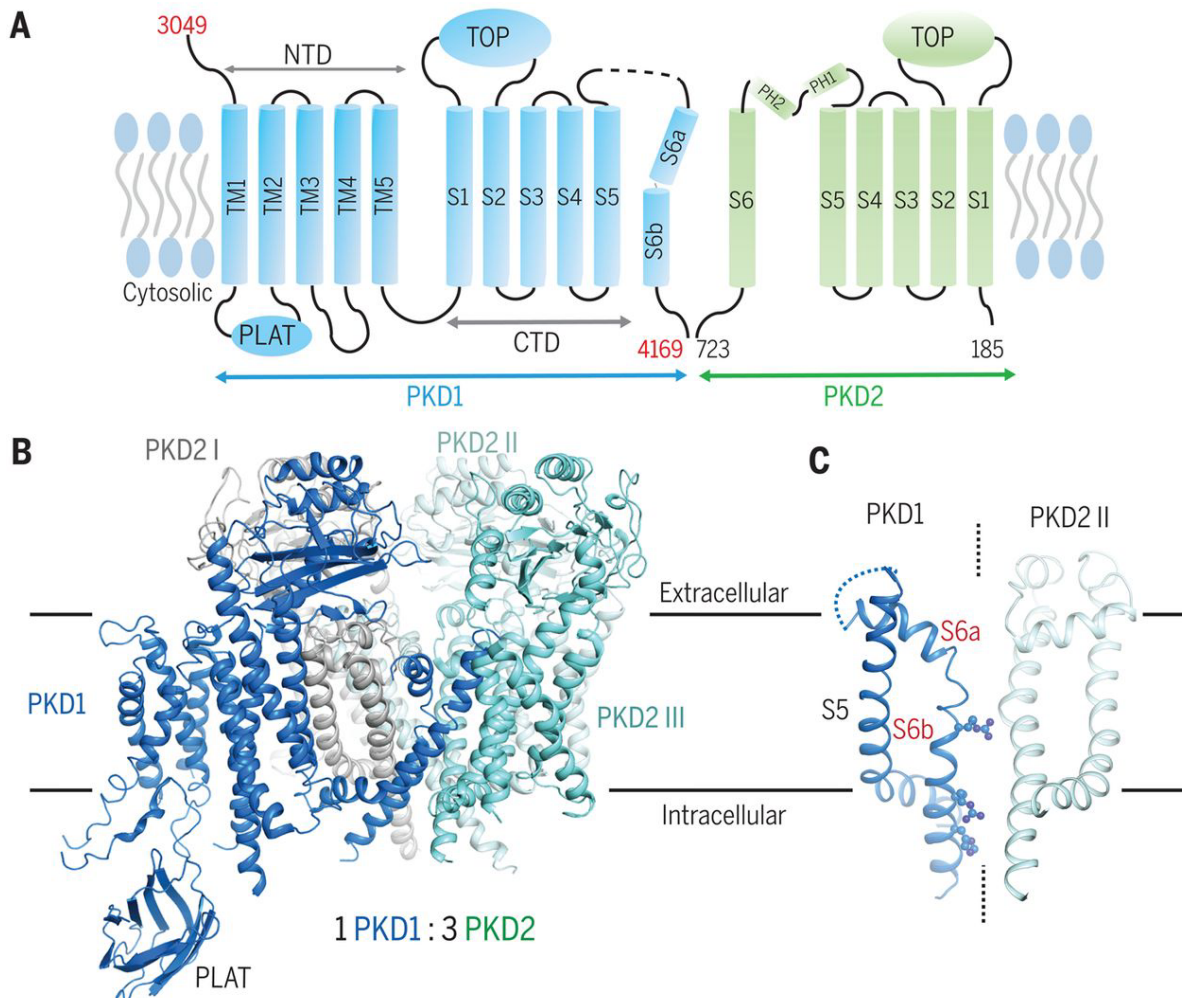 A
3049
NTD
TOP
TOP
PH2
PH1
TM1
TM2
TM3
TM4
TM5
S1
S2
S3
S4
S5
S6a
S6b
S6
S5
S4
S3
S2
S1
Cytosolic
PLAT
CTD
4169
723
185
PKD1
PKD2
B
PKD2 I
PKD2 II
C
PKD1
PKD2 II
Extracellular
S6a
PKD1
PKD2 III
S5
S6b
Intracellular
1 PKD1 : 3 PKD2
PLAT